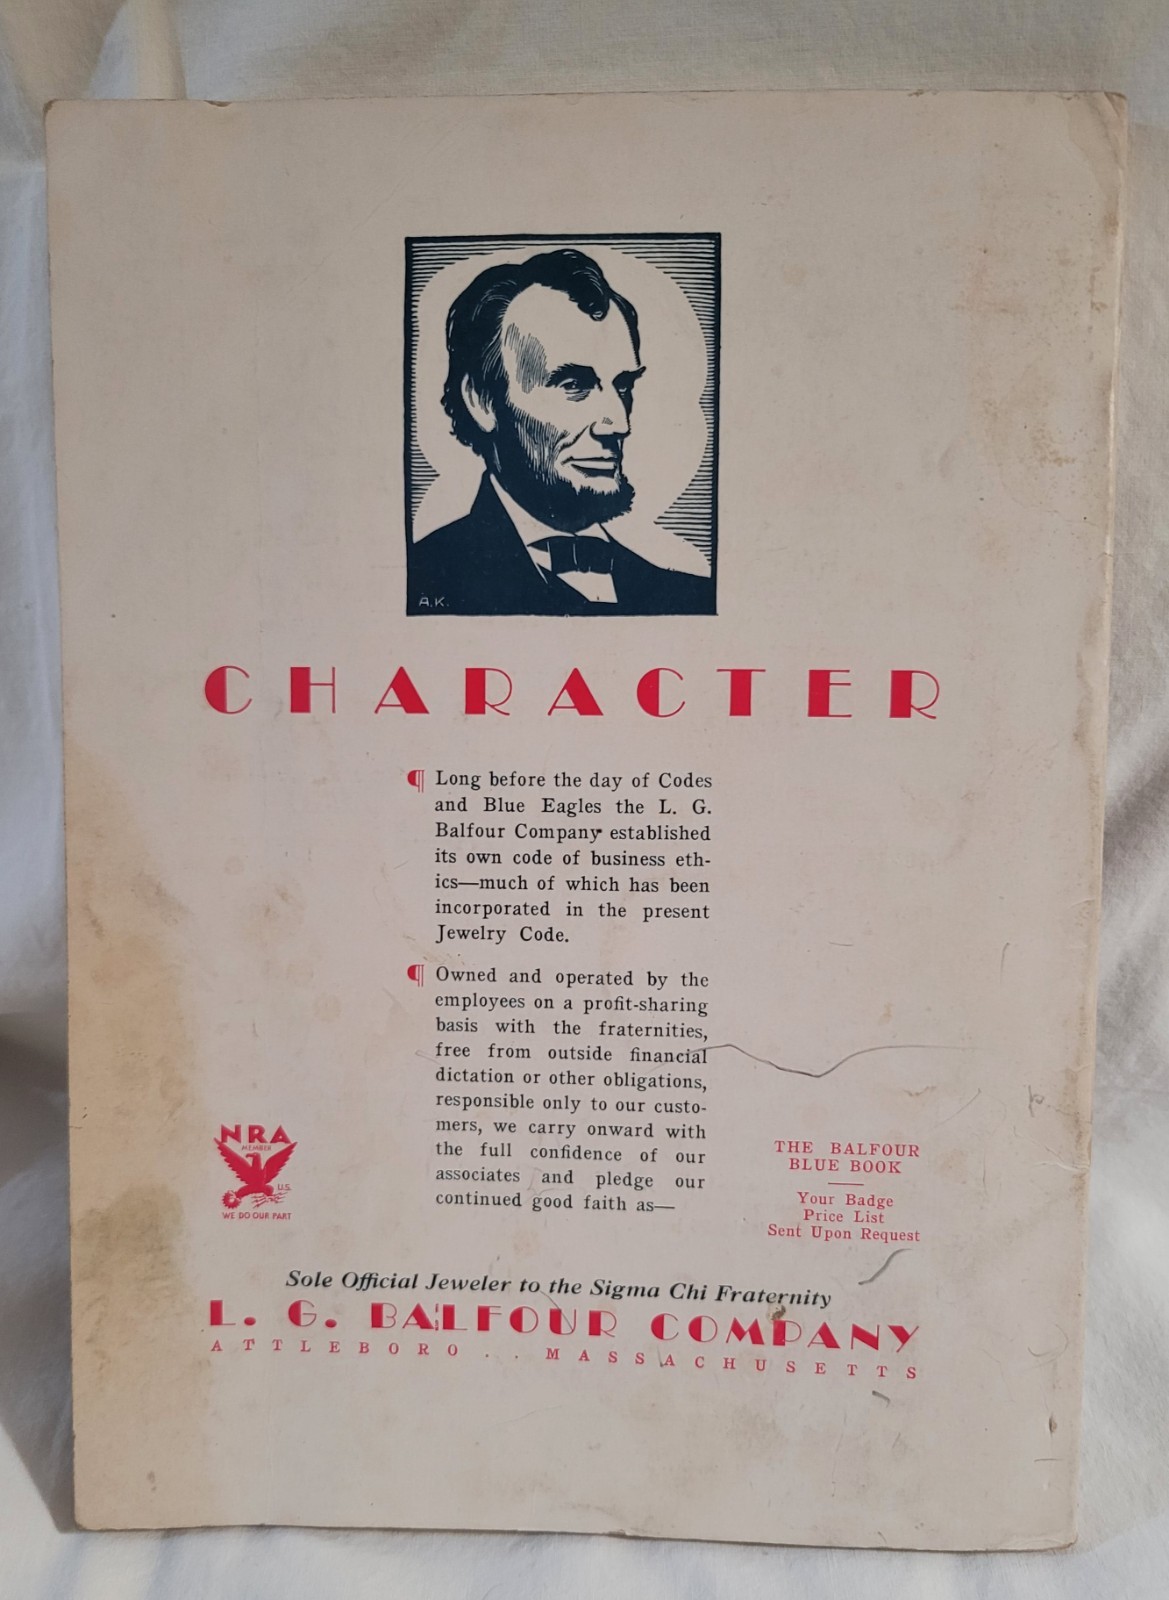 A.K.
CHARACTER
¶ Long before the day of Codes
and Blue Eagles the L. G.
Balfour Company established
its own code of business eth-
ics—much of which has been
incorporated in the present
Jewelry Code.
¶ Owned and operated by the
employees on a profit-sharing
basis with the fraternities,
free from outside financial
dictation or other obligations,
responsible only to our custo-
mers, we carry onward with
the full confidence of our
associates and pledge our
continued good faith as—
NRA
MEMBER
U.S.
WE DO OUR PART
THE BALFOUR
BLUE BOOK
Your Badge
Price List
Sent Upon Request
Sole Official Jeweler to the Sigma Chi Fraternity
L. G. BALFOUR COMPANY
ATTLEBORO . . MASSACHUSETTS